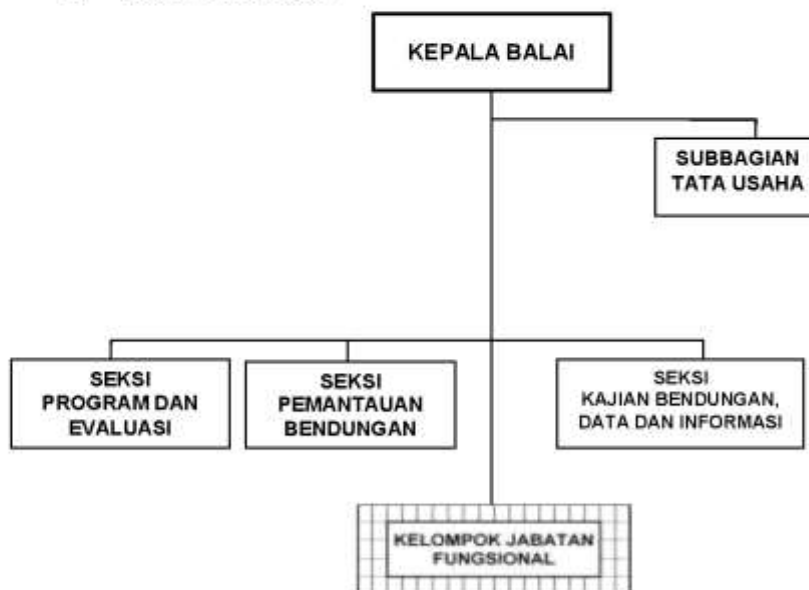 KEPALA BALAI
SUBBAGIAN
TATA USAHA
SEKSI
PROGRAM DAN
EVALUASI
SEKSI
PEMANTAUAN
BENDUNGAN
SEKSI
KAJIAN BENDUNGAN,
DATA DAN INFORMASI
KELOMPOK JABATAN
FUNGSIONAL